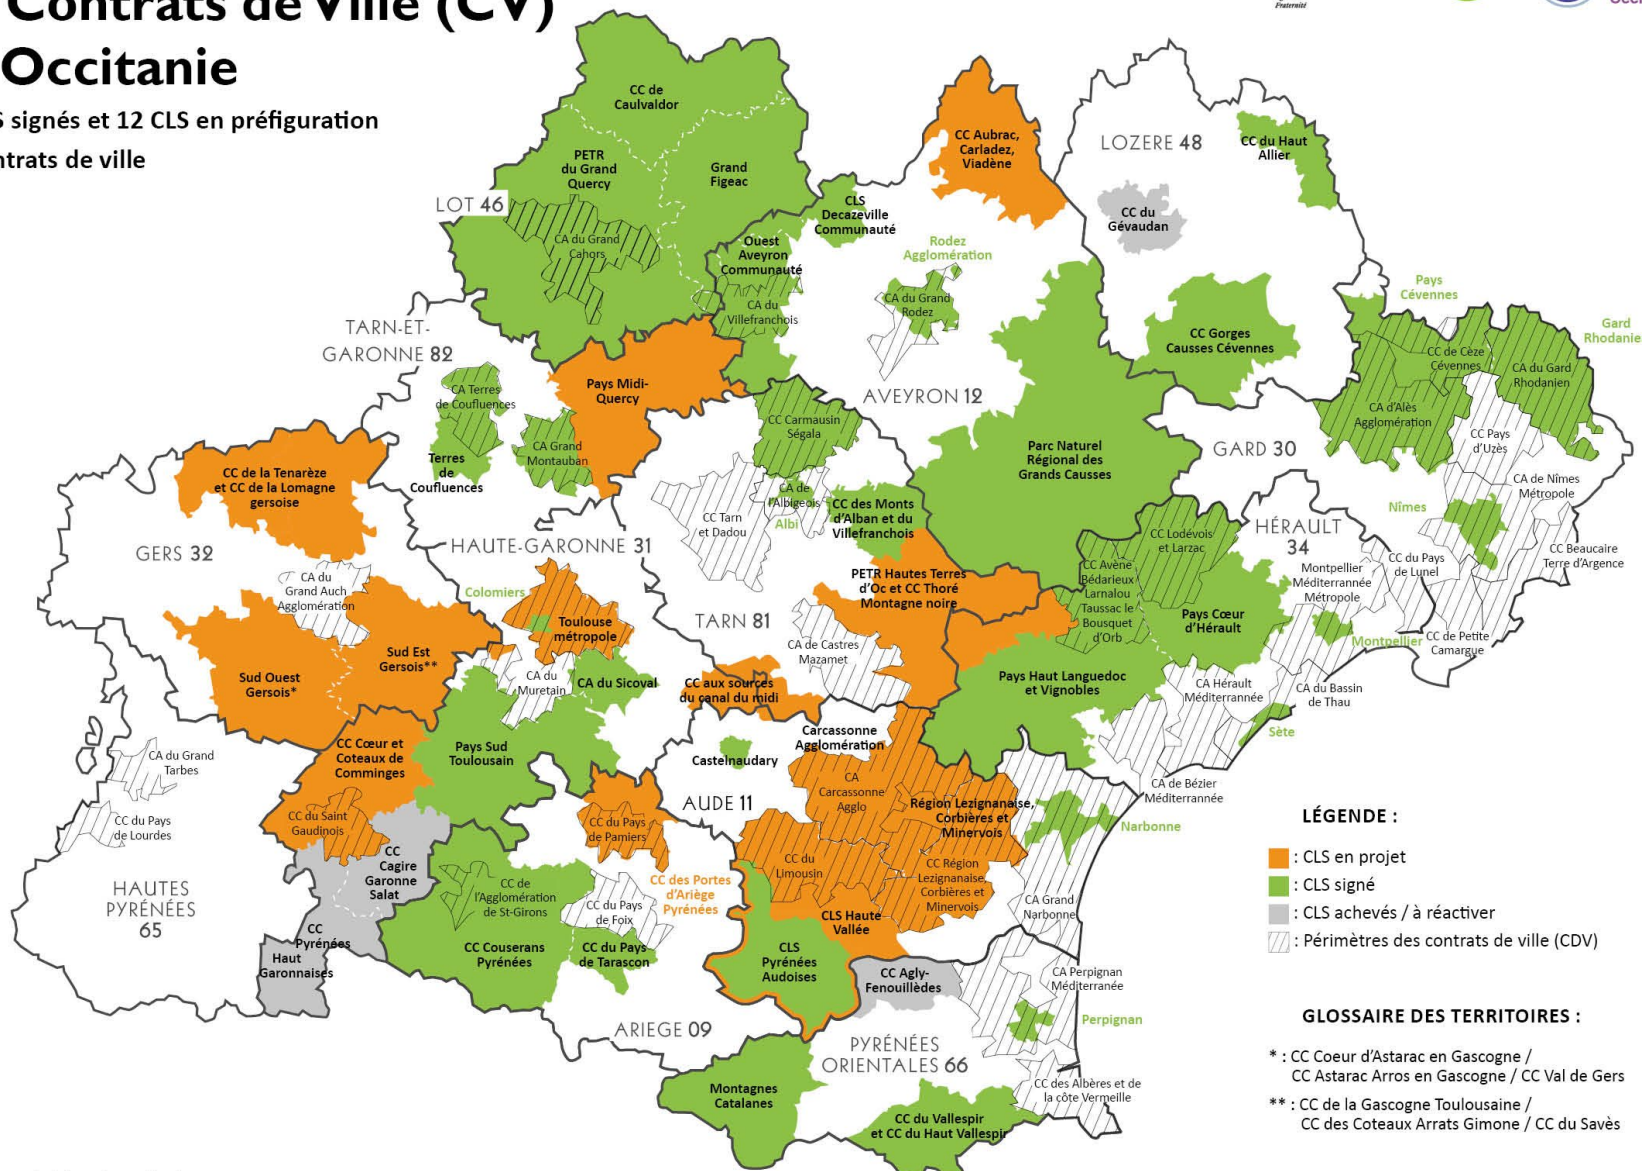 Contrats de Ville (CV)
Occitanie
signés et 12 CLS en préfiguration
ntrats de ville
Fraternité
CC de
Caulvaldor
PETR
du Grand
Quercy
Grand
Figeac
LOT 46
CA du Grand
Cahors
CLS
Decazeville
Communauté
Ouest
Aveyron
Communauté
CA du
Villefranchois
CC Aubrac,
Carladez,
Viadène
LOZERE 48
CC du Haut
Allier
CC du
Gévaudan
Rodez
Agglomération
CA du Grand
Rodez
AVEYRON 12
CC Gorges
Causses Cévennes
Pays
Cévennes
Gard
Rhodanie
CC de Cèze
Cévennes
CA du Gard
Rhodanien
CA d'Alès
Agglomération
CC Pays
d'Uzès
GARD 30
CA de Nîmes
Métropole
Nîmes
CC Beaucaire
Terre d'Argence
CC du Pays
de Lunel
CC de Petite
Camargue
TARN-ET-
GARONNE 82
CA Terres
de Coufluences
Terres
de
Coufluences
CA Grand
Montauban
Pays Midi-
Quercy
CC Carmausin
Ségala
CC Tarn
et Dadou
CA de
l'Albigeois
Albi
CC des Monts
d'Alban et du
Villefranchois
Parc Naturel
Régional des
Grands Causses
CC Lodévois
et Larzac
HÉRAULT
34
Montpellier
Méditerrannée
Métropole
Montpellier
CC Avène
Bédarieux
Larnalou
Taussac le
Bousquet
d'Orb
Pays Cœur
d'Hérault
PETR Hautes Terres
d'Oc et CC Thoré
Montagne noire
TARN 81
CA de Castres
Mazamet
Pays Haut Languedoc
et Vignobles
CA Hérault
Méditerrannée
CA du Bassin
de Thau
Sète
CA de Bézier
Méditerrannée
CC de la Tenarèze
et CC de la Lomagne
gersoise
GERS 32
CA du
Grand Auch
Agglomération
HAUTE-GARONNE 31
Colomiers
Toulouse
métropole
Sud Ouest
Gersois*
Sud Est
Gersois**
CA du
Muretain
CA du Sicoval
CC aux sources
du canal du midi
Carcassonne
Agglomération
Castelnaudary
CA
Carcassonne
Agglo
Région Lezignanaise,
Corbières et
Minervois
Narbonne
CA du Grand
Tarbes
CC du Pays
de Lourdes
HAUTES
PYRÉNÉES
65
CC Cœur et
Coteaux de
Comminges
Pays Sud
Toulousain
CC du Saint
Gaudinois
CC
Cagire
Garonne
Salat
CC
Pyrénées
Haut
Garonnaises
AUDE 11
CC du Pays
de Pamiers
CC des Portes
d'Ariège
Pyrénées
CC de
l'Agglomération
de St-Girons
CC du Pays
de Foix
CC Couserans
Pyrénées
CC du Pays
de Tarascon
CC du
Limousin
CC Région
Lezignanaise,
Corbières et
Minervois
CA Grand
Narbonne
CLS Haute
Vallée
CLS
Pyrénées
Audoises
CC Agly-
Fenouillèdes
CA Perpignan
Méditerranée
Perpignan
ARIEGE 09
PYRÉNÉES
ORIENTALES 66
Montagnes
Catalanes
CC du Vallespir
et CC du Haut Vallespir
CC des Albères et de
la côte Vermeille
LÉGENDE :
: CLS en projet
: CLS signé
: CLS achevés / à réactiver
: Périmètres des contrats de ville (CDV)
GLOSSAIRE DES TERRITOIRES :
* : CC Coeur d'Astarac en Gascogne /
CC Astarac Arros en Gascogne / CC Val de Gers
** : CC de la Gascogne Toulousaine /
CC des Coteaux Arrats Gimone / CC du Savès